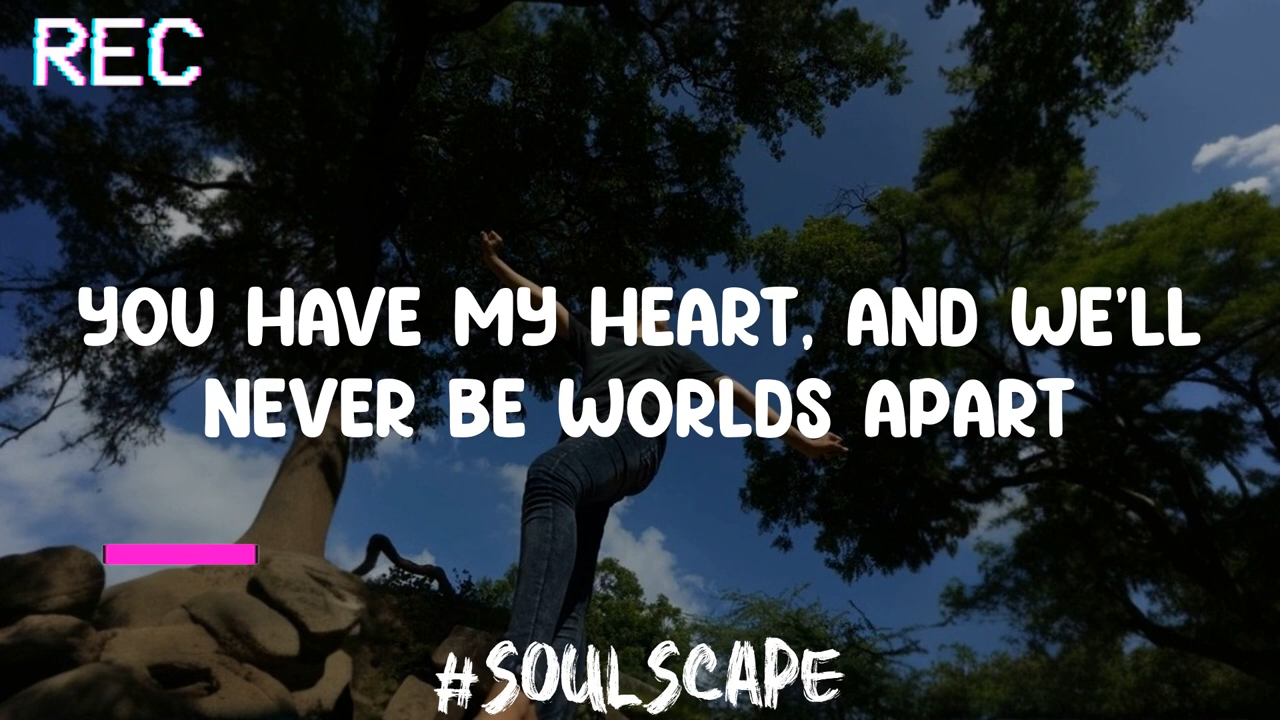 REC
YOU HAVE MY HEART, AND WE'LL
NEVER BE WORLDS APART
#SOULSCAPE